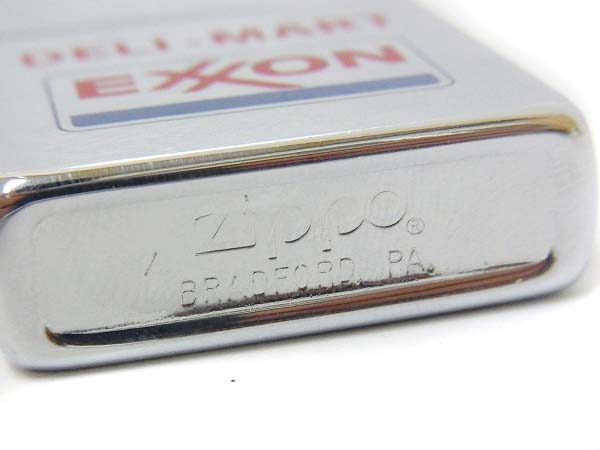 DELI-MART
EXXON
Zippo®
/
BRADFORD, PA.